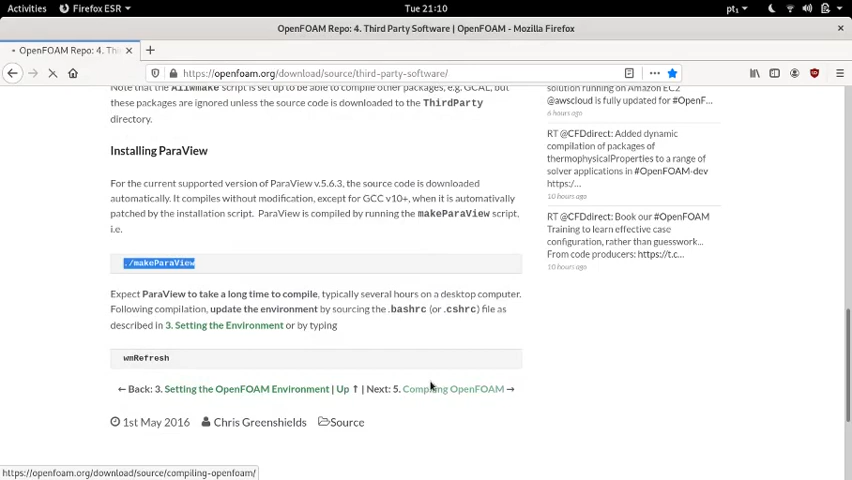 Activities
Firefox ESR
Tue 21:10
pt₁
OpenFOAM Repo: 4. Third Party Software | OpenFOAM - Mozilla Firefox
OpenFOAM Repo: 4. Thi
https://openfoam.org/download/source/third-party-software/
Note that the Allwmake script is set up to be able to compile other packages, e.g. GCAL, but
these packages are ignored unless the source code is downloaded to the ThirdParty
directory.
Installing ParaView
For the current supported version of ParaView v.5.6.3, the source code is downloaded
automatically. It compiles without modification, except for GCC v10+, when it is automativally
patched by the installation script. ParaView is compiled by running the makeParaView script,
i.e.
./makeParaView
Expect ParaView to take a long time to compile, typically several hours on a desktop computer.
Following compilation, update the environment by sourcing the .bashrc (or .cshrc) file as
described in 3. Setting the Environment or by typing
wmRefresh
← Back: 3. Setting the OpenFOAM Environment | Up ↑ | Next: 5. Compiling OpenFOAM →
1st May 2016 Chris Greenshields Source
solution running on Amazon EC2
@awscloud is fully updated for #OpenF...
6 hours ago
RT @CFDdirect: Added dynamic
compilation of packages of
thermophysicalProperties to a range of
solver applications in #OpenFOAM-dev
https:/...
10 hours ago
RT @CFDdirect: Book our #OpenFOAM
Training to learn effective case
configuration, rather than guesswork...
From code producers: https://t.c...
10 hours ago
https://openfoam.org/download/source/compiling-openfoam/